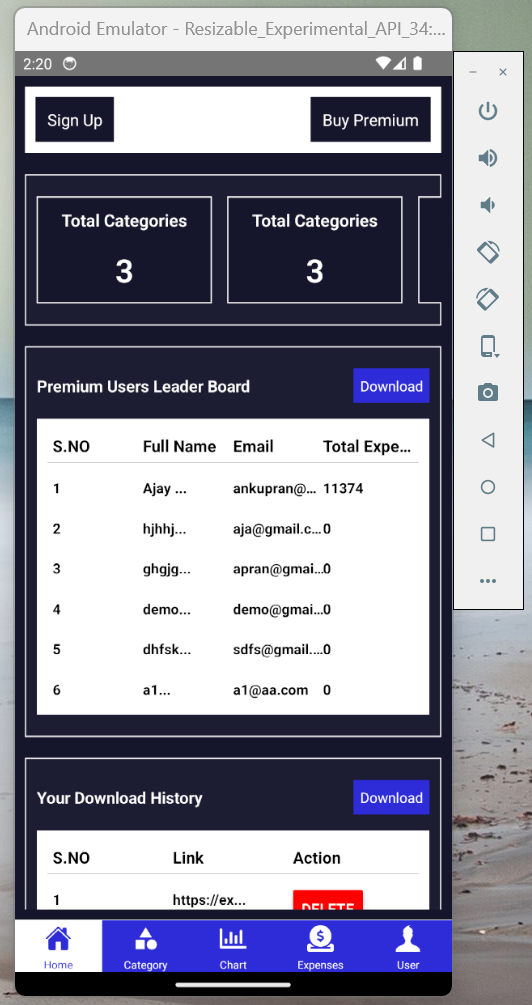 Android Emulator - Resizable_Experimental_API_34:...
2:20
Sign Up Buy Premium
Total Categories Total Categories
3 3
Premium Users Leader Board Download
S.NO Full Name Email Total Expe...
1 Ajay ... ankupran@... 11374
2 hjhhj... aja@gmail.c... 0
3 ghgjg... apran@gmai... 0
4 demo... demo@gmai... 0
5 dhfsk... sdfs@gmail.... 0
6 a1... a1@aa.com 0
Your Download History Download
S.NO Link Action
1 https://ex... DELETE
Home Category Chart Expenses User